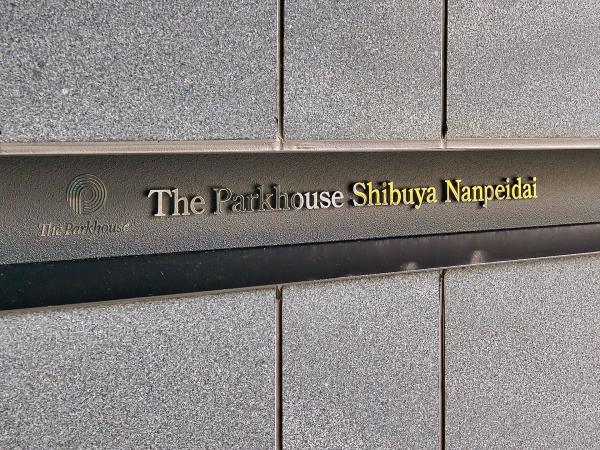 The Parkhouse
The Parkhouse Shibuya Nanpeidai